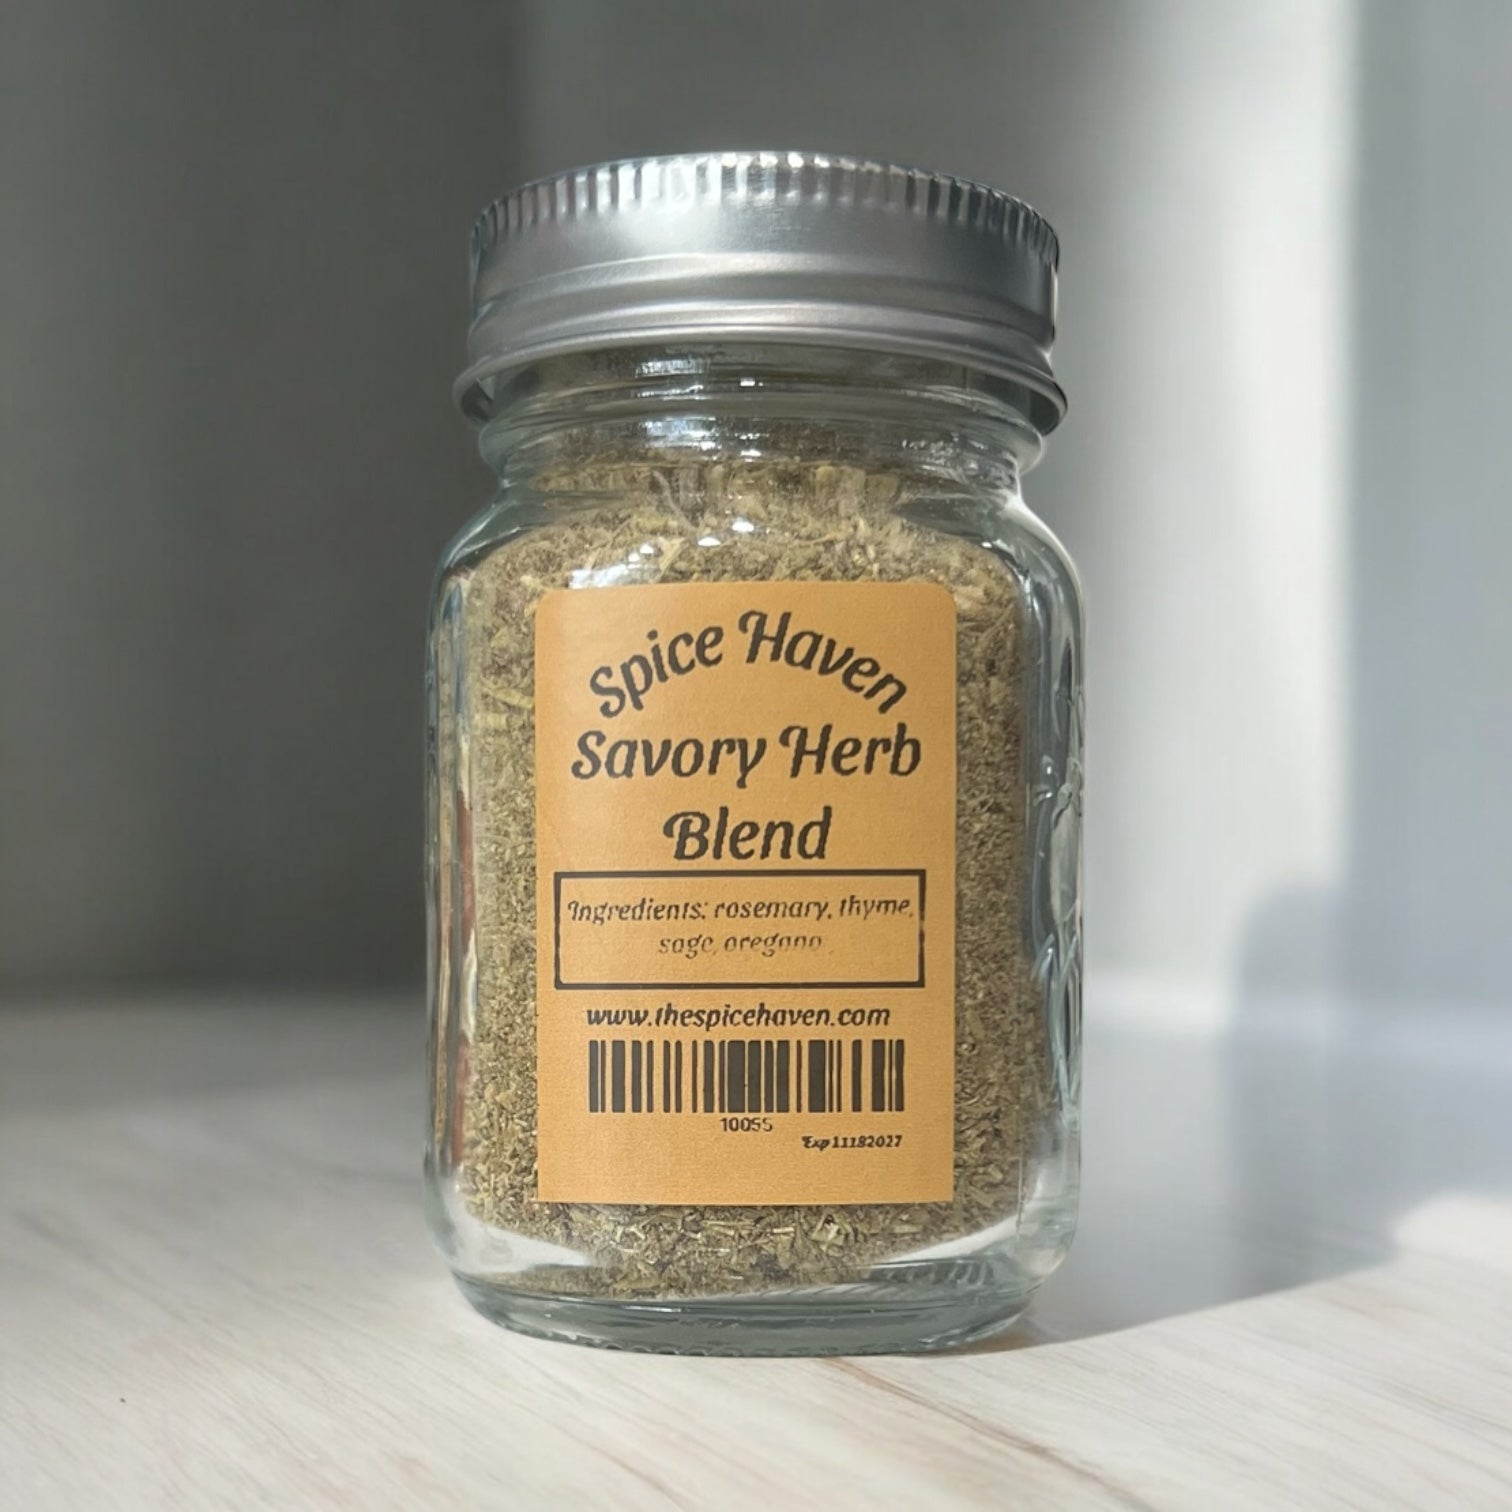 Spice Haven
Savory Herb
Blend
Ingredients: rosemary, thyme,
sage, oregano
www.thespicehaven.com
10055
Exp 11182027